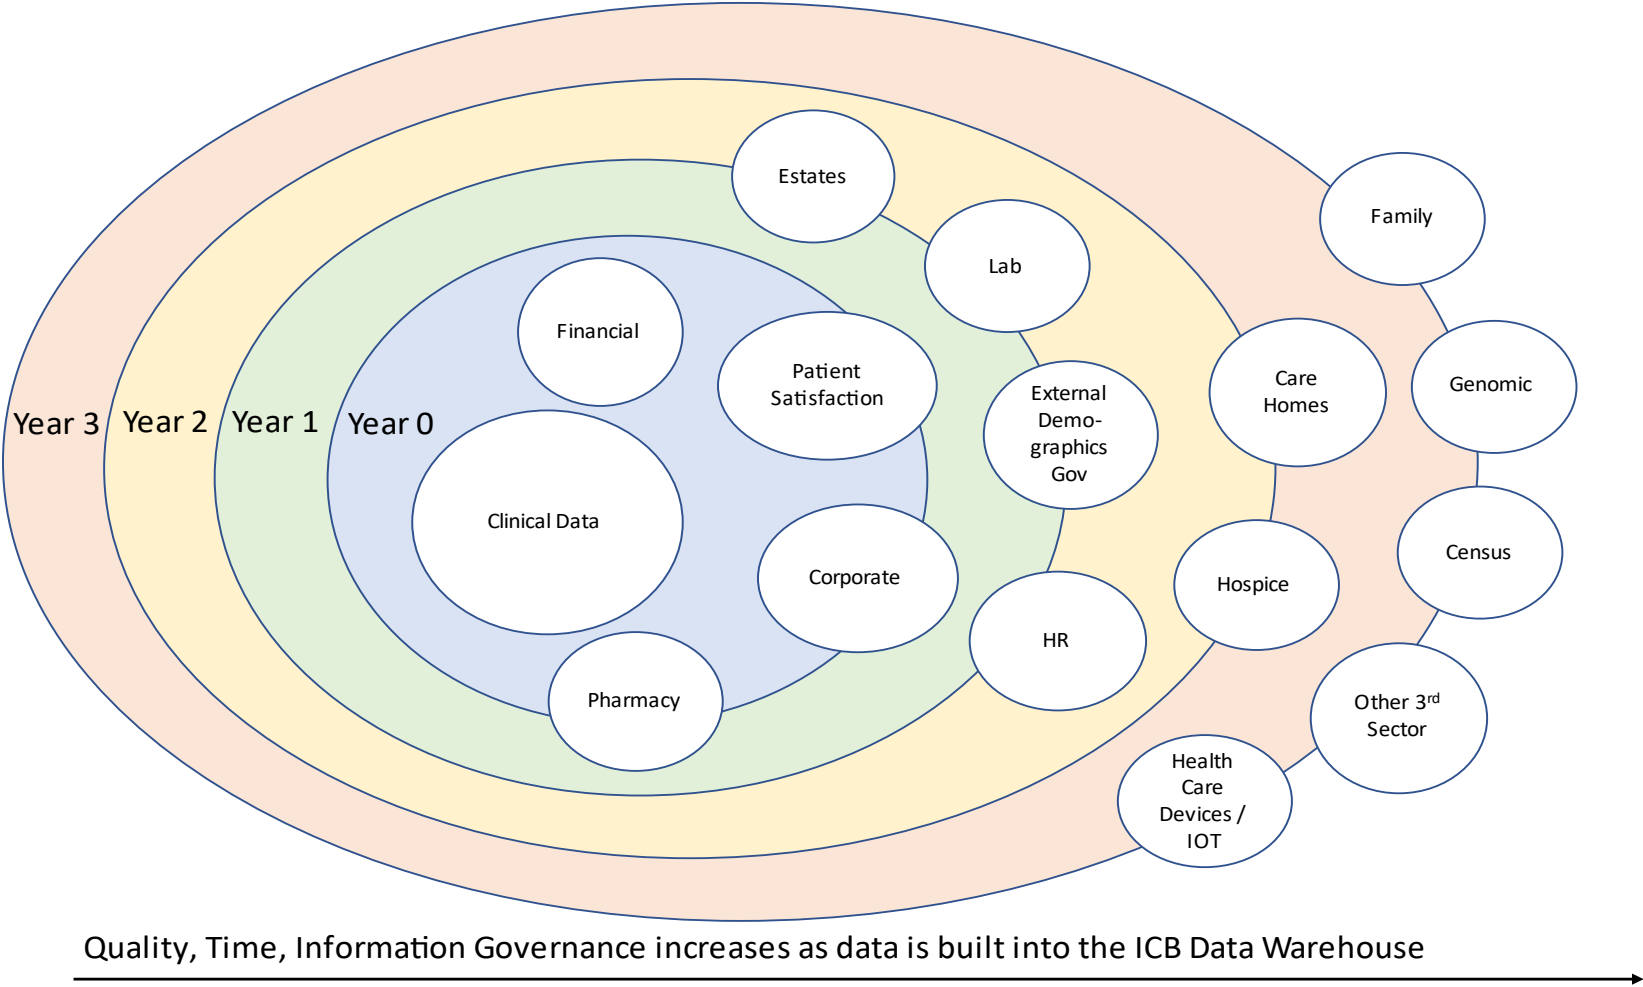 Year 3
Year 2
Year 1
Year 0
Financial
Clinical Data
Pharmacy
Patient
Satisfaction
Corporate
Estates
Lab
External
Demo-
graphics
Gov
HR
Care
Homes
Hospice
Family
Genomic
Census
Other 3rd
Sector
Health
Care
Devices /
IOT
Quality, Time, Information Governance increases as data is built into the ICB Data Warehouse